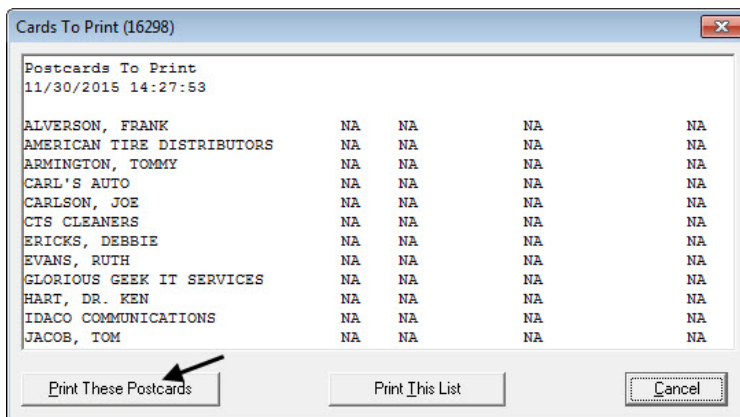 Cards To Print (16298)
Postcards To Print
11/30/2015 14:27:53
ALVERSON, FRANK NA NA NA NA
AMERICAN TIRE DISTRIBUTORS NA NA NA NA
ARMINGTON, TOMMY NA NA NA NA
CARL'S AUTO NA NA NA NA
CARLSON, JOE NA NA NA NA
CTS CLEANERS NA NA NA NA
ERICKS, DEBBIE NA NA NA NA
EVANS, RUTH NA NA NA NA
GLORIOUS GEEK IT SERVICES NA NA NA NA
HART, DR. KEN NA NA NA NA
IDACO COMMUNICATIONS NA NA NA NA
JACOB, TOM NA NA NA NA
Print These Postcards Print This List Cancel